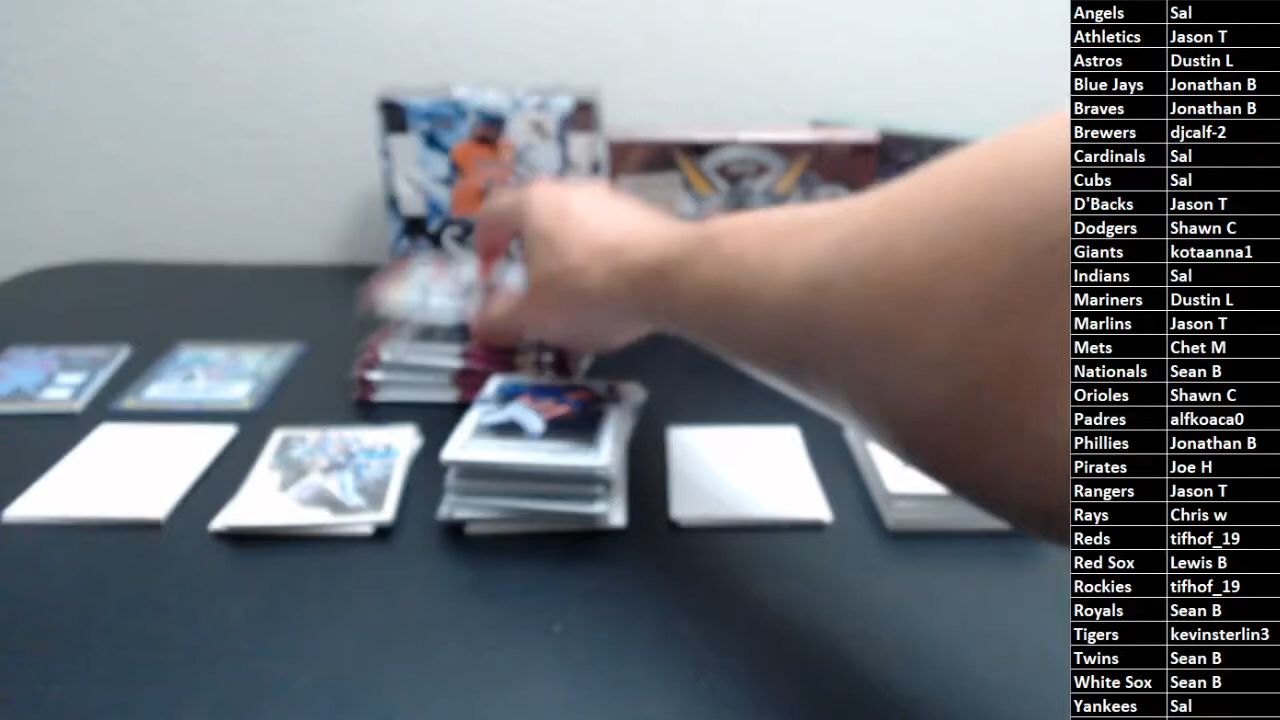 Angels Sal
Athletics Jason T
Astros Dustin L
Blue Jays Jonathan B
Braves Jonathan B
Brewers djcalf-2
Cardinals Sal
Cubs Sal
D'Backs Jason T
Dodgers Shawn C
Giants kotaanna1
Indians Sal
Mariners Dustin L
Marlins Jason T
Mets Chet M
Nationals Sean B
Orioles Shawn C
Padres alfkoaca0
Phillies Jonathan B
Pirates Joe H
Rangers Jason T
Rays Chris w
Reds tifhof_19
Red Sox Lewis B
Rockies tifhof_19
Royals Sean B
Tigers kevinsterlin3
Twins Sean B
White Sox Sean B
Yankees Sal